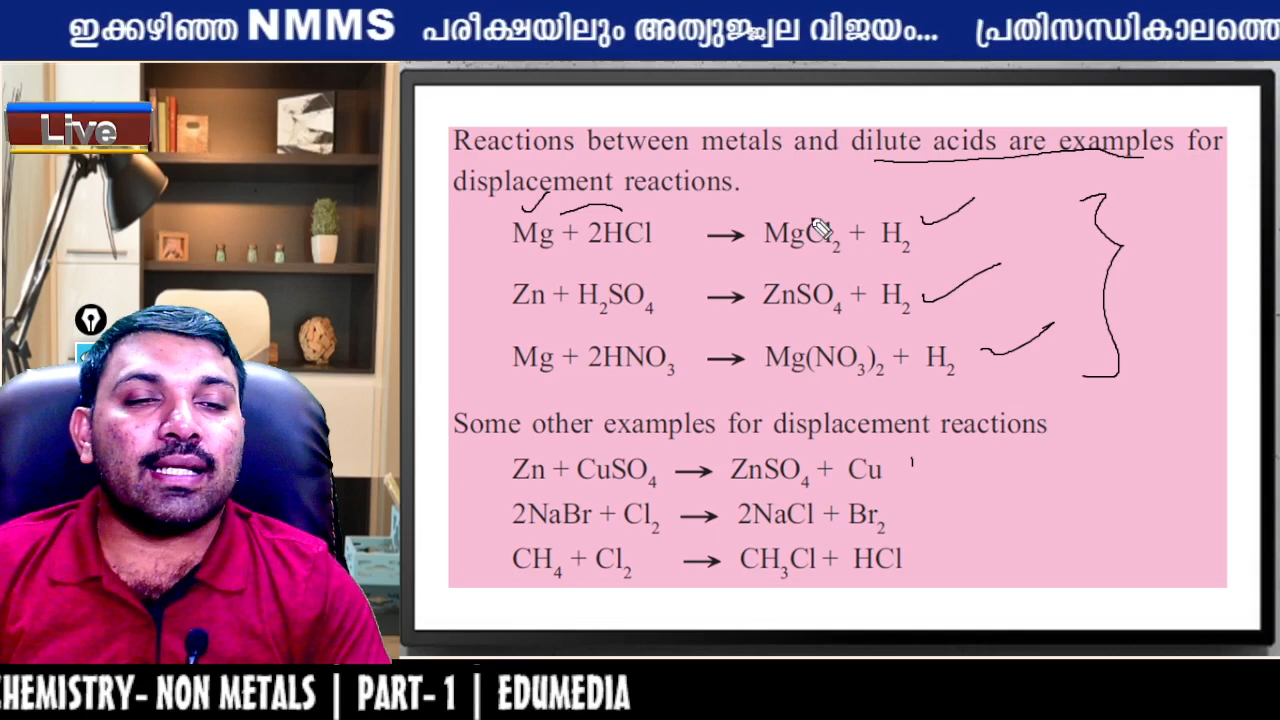 ഇക്കഴിഞ്ഞ NMMS പരീക്ഷയിലും അത്യുജ്ജ്വല വിജയം... പ്രതിസന്ധികാലത്തെ
Live
Reactions between metals and dilute acids are examples for
displacement reactions.
Mg + 2HCl → MgCl₂ + H₂
Zn + H₂SO₄ → ZnSO₄ + H₂
Mg + 2HNO₃ → Mg(NO₃)₂ + H₂
Some other examples for displacement reactions
Zn + CuSO₄ → ZnSO₄ + Cu
2NaBr + Cl₂ → 2NaCl + Br₂
CH₄ + Cl₂ → CH₃Cl + HCl
CHEMISTRY- NON METALS | PART- 1 | EDUMEDIA